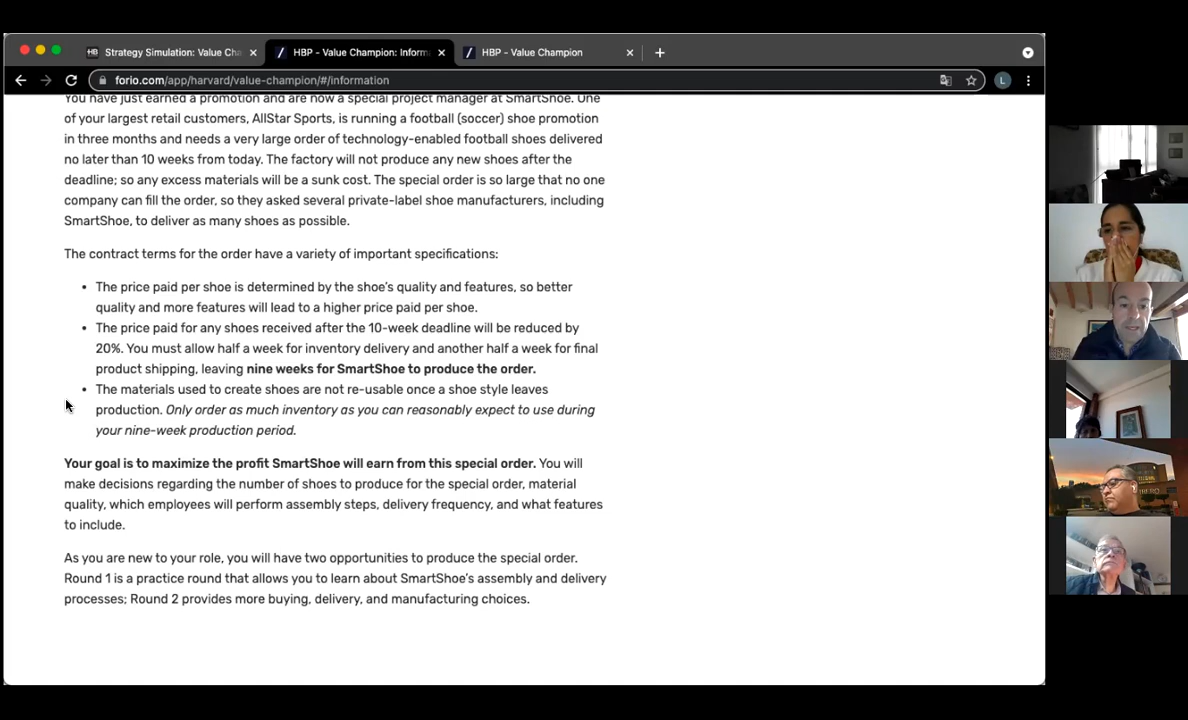 Strategy Simulation: Value Cha
HBP - Value Champion: Inform
HBP - Value Champion
forio.com/app/harvard/value-champion/#/information
L
You have just earned a promotion and are now a special project manager at SmartShoe. One
of your largest retail customers, AllStar Sports, is running a football (soccer) shoe promotion
in three months and needs a very large order of technology-enabled football shoes delivered
no later than 10 weeks from today. The factory will not produce any new shoes after the
deadline; so any excess materials will be a sunk cost. The special order is so large that no one
company can fill the order, so they asked several private-label shoe manufacturers, including
SmartShoe, to deliver as many shoes as possible.
The contract terms for the order have a variety of important specifications:
• The price paid per shoe is determined by the shoe's quality and features, so better
quality and more features will lead to a higher price paid per shoe.
• The price paid for any shoes received after the 10-week deadline will be reduced by
20%. You must allow half a week for inventory delivery and another half a week for final
product shipping, leaving nine weeks for SmartShoe to produce the order.
• The materials used to create shoes are not re-usable once a shoe style leaves
production. Only order as much inventory as you can reasonably expect to use during
your nine-week production period.
Your goal is to maximize the profit SmartShoe will earn from this special order. You will
make decisions regarding the number of shoes to produce for the special order, material
quality, which employees will perform assembly steps, delivery frequency, and what features
to include.
As you are new to your role, you will have two opportunities to produce the special order.
Round 1 is a practice round that allows you to learn about SmartShoe's assembly and delivery
processes; Round 2 provides more buying, delivery, and manufacturing choices.